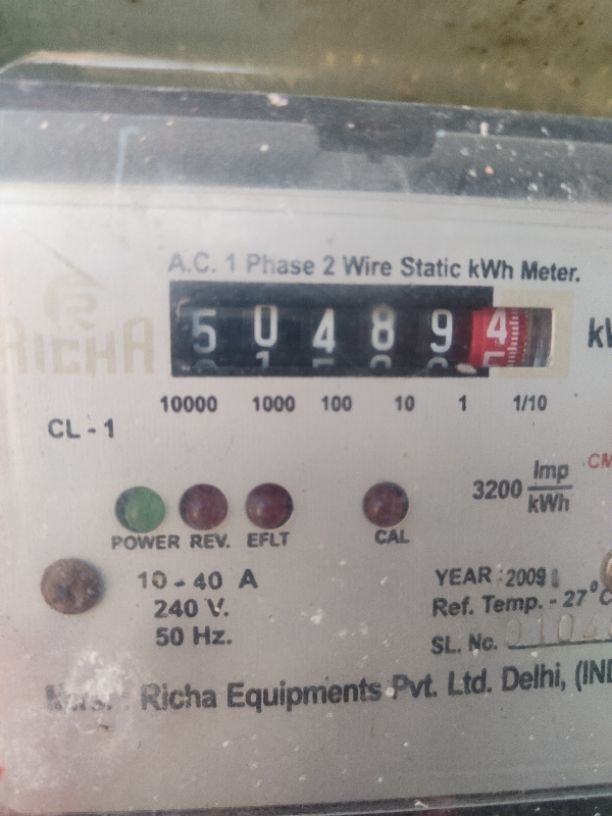 A.C. 1 Phase 2 Wire Static kWh Meter.
5 0 4 8 9 4
RICHA
10000 1000 100 10 1 1/10
CL - 1
3200 Imp/kWh
POWER REV. EFLT CAL
10 - 40 A
240 V.
50 Hz.
YEAR : 2009
Ref. Temp. - 27°C
SL. No.
Richa Equipments Pvt. Ltd. Delhi,